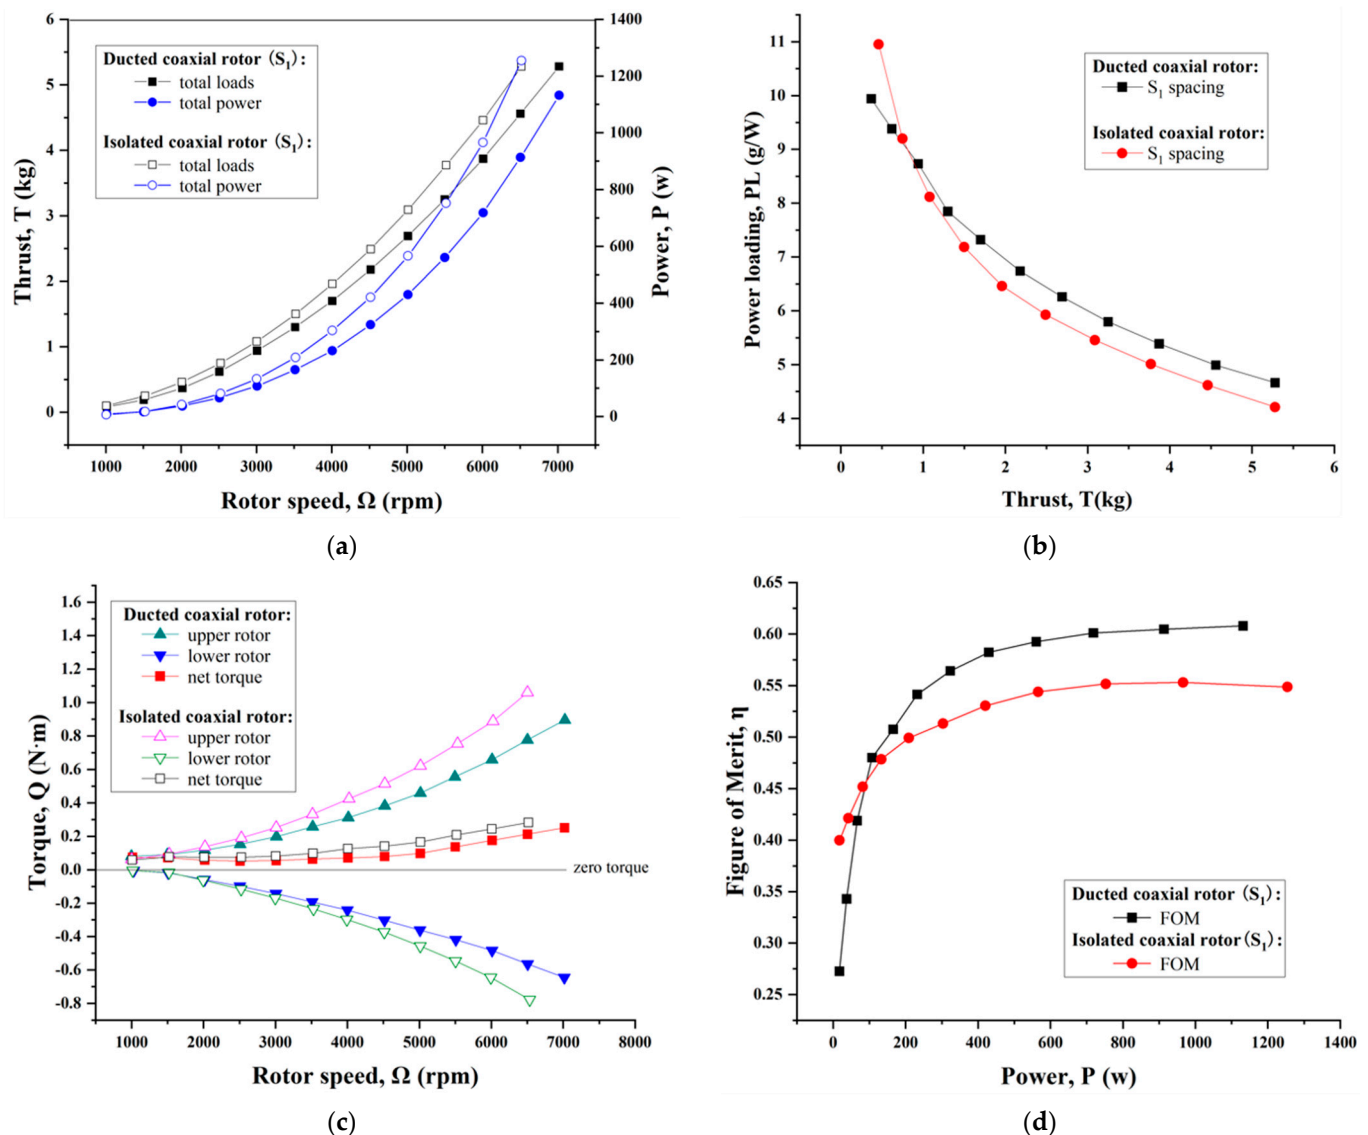 Ducted coaxial rotor (S1):
total loads
total power
Isolated coaxial rotor (S1):
total loads
total power
Thrust, T (kg)
6
5
4
3
2
1
0
1400
1200
1000
800
600
400
200
0
Power, P (w)
1000 2000 3000 4000 5000 6000 7000
Rotor speed, Ω (rpm)
(a)
Ducted coaxial rotor:
S1 spacing
Isolated coaxial rotor:
S1 spacing
Power loading, PL (g/W)
11
10
9
8
7
6
5
4
0 1 2 3 4 5 6
Thrust, T(kg)
(b)
Ducted coaxial rotor:
upper rotor
lower rotor
net torque
Isolated coaxial rotor:
upper rotor
lower rotor
net torque
Torque, Q (N·m)
1.6
1.4
1.2
1.0
0.8
0.6
0.4
0.2
0.0
-0.2
-0.4
-0.6
-0.8
zero torque
1000 2000 3000 4000 5000 6000 7000 8000
Rotor speed, Ω (rpm)
(c)
Figure of Merit, η
0.65
0.60
0.55
0.50
0.45
0.40
0.35
0.30
0.25
Ducted coaxial rotor (S1):
FOM
Isolated coaxial rotor(S1):
FOM
0 200 400 600 800 1000 1200 1400
Power, P (w)
(d)